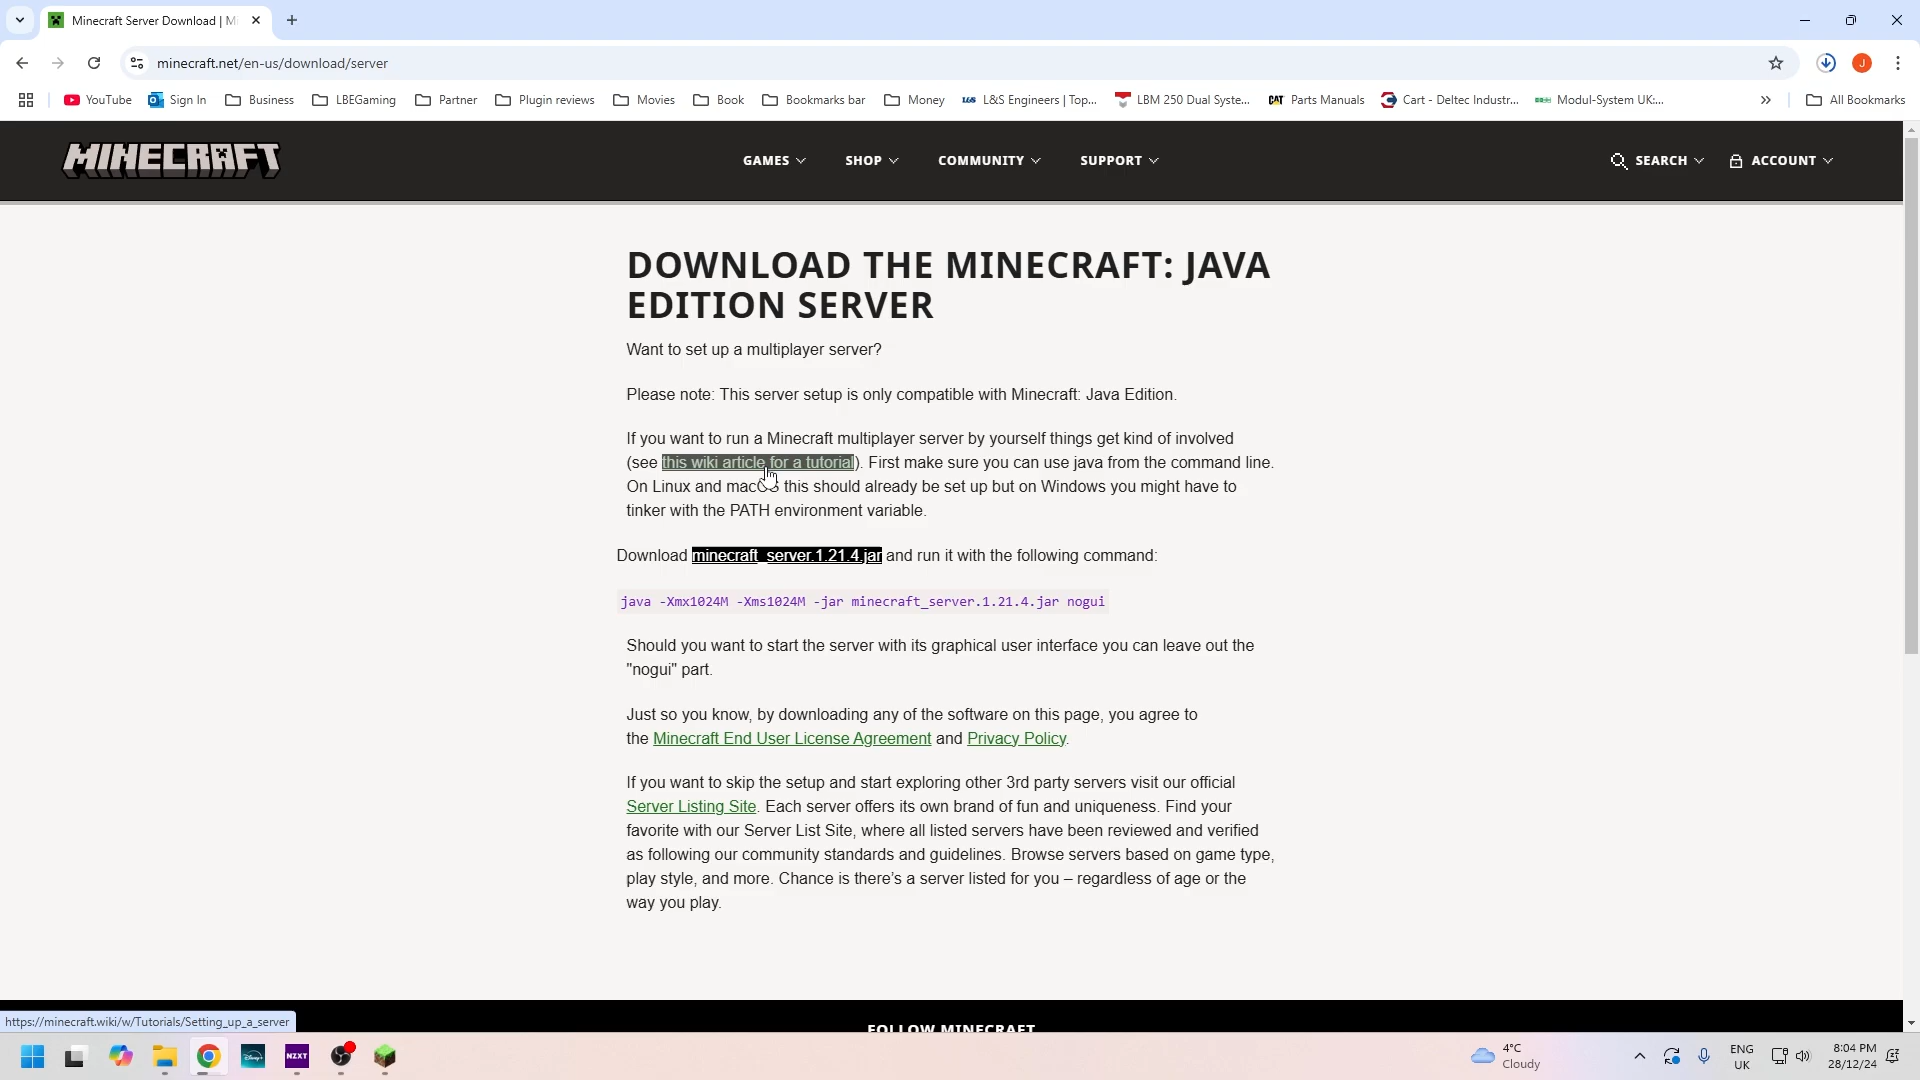 Minecraft Server Download | M
minecraft.net/en-us/download/server
YouTube Sign In Business LBEGaming Partner Plugin reviews Movies Book Bookmarks bar Money L&S Engineers | Top... LBM 250 Dual Syste... CAT Parts Manuals Cart - Deltec Industr... Modul-System UK:... » All Bookmarks
J
MINECRAFT GAMES SHOP COMMUNITY SUPPORT SEARCH ACCOUNT
DOWNLOAD THE MINECRAFT: JAVA
EDITION SERVER
Want to set up a multiplayer server?
Please note: This server setup is only compatible with Minecraft: Java Edition.
If you want to run a Minecraft multiplayer server by yourself things get kind of involved
(see this wiki article for a tutorial). First make sure you can use java from the command line.
On Linux and macOS this should already be set up but on Windows you might have to
tinker with the PATH environment variable.
Download minecraft_server.1.21.4.jar and run it with the following command:
java -Xmx1024M -Xms1024M -jar minecraft_server.1.21.4.jar nogui
Should you want to start the server with its graphical user interface you can leave out the
"nogui" part.
Just so you know, by downloading any of the software on this page, you agree to
the Minecraft End User License Agreement and Privacy Policy.
If you want to skip the setup and start exploring other 3rd party servers visit our official
Server Listing Site. Each server offers its own brand of fun and uniqueness. Find your
favorite with our Server List Site, where all listed servers have been reviewed and verified
as following our community standards and guidelines. Browse servers based on game type,
play style, and more. Chance is there’s a server listed for you – regardless of age or the
way you play.
https://minecraft.wiki/w/Tutorials/Setting_up_a_server
FOLLOW MINECRAFT
Disney+ NZXT
4°C
Cloudy
ENG
UK
8:04 PM
28/12/24